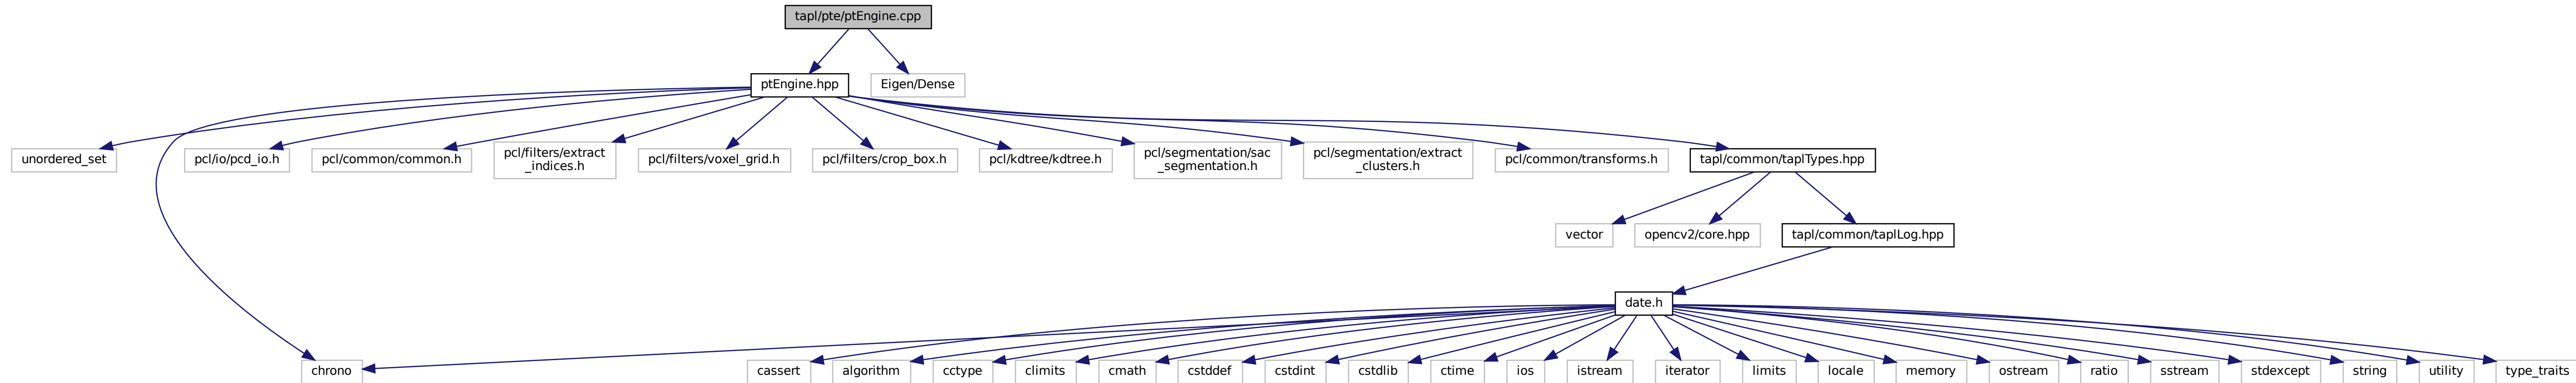 tapl/pte/ptEngine.cpp
ptEngine.hpp
Eigen/Dense
unordered_set
pcl/io/pcd_io.h
pcl/common/common.h
pcl/filters/extract
_indices.h
pcl/filters/voxel_grid.h
pcl/filters/crop_box.h
pcl/kdtree/kdtree.h
pcl/segmentation/sac
_segmentation.h
pcl/segmentation/extract
_clusters.h
pcl/common/transforms.h
tapl/common/taplTypes.hpp
vector
opencv2/core.hpp
tapl/common/taplLog.hpp
date.h
chrono
cassert
algorithm
cctype
climits
cmath
cstddef
cstdint
cstdlib
ctime
ios
istream
iterator
limits
locale
memory
ostream
ratio
sstream
stdexcept
string
utility
type_traits